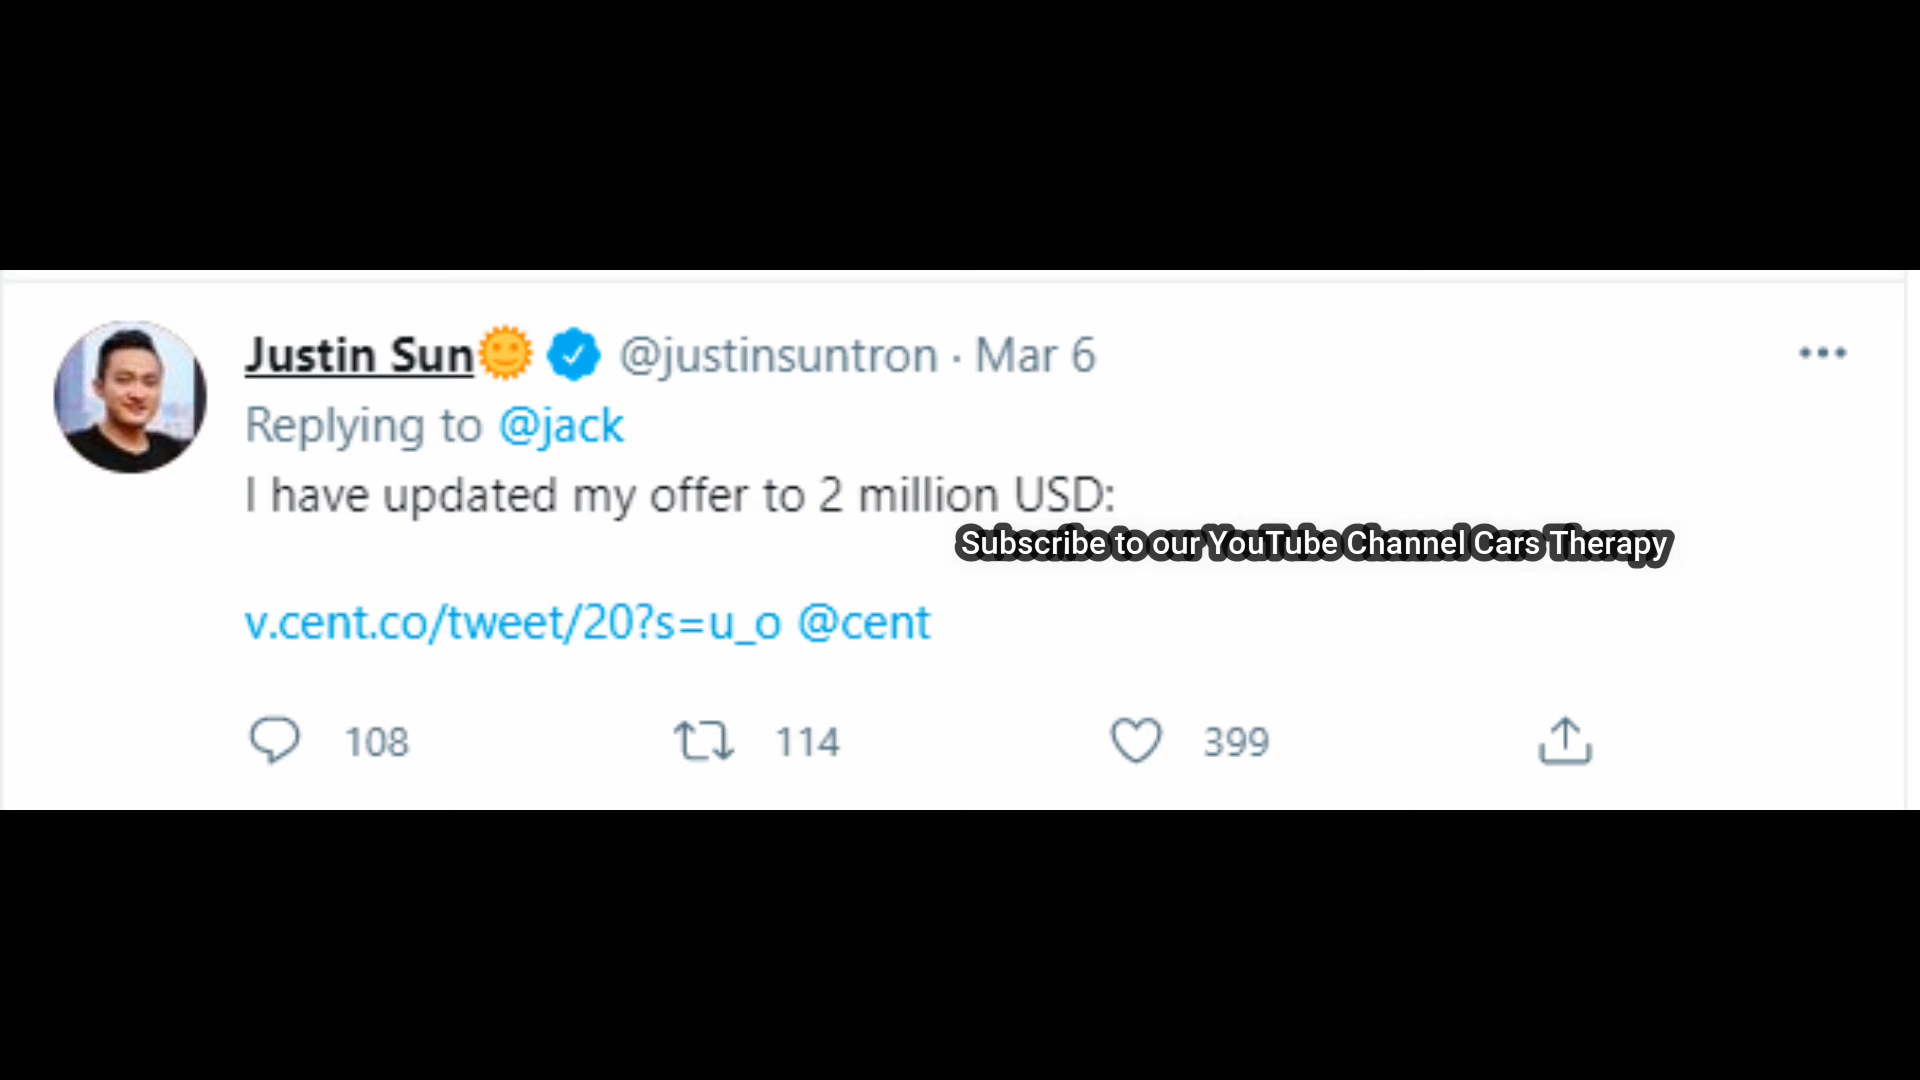 Justin Sun🌞 @justinsuntron · Mar 6
Replying to @jack
I have updated my offer to 2 million USD:
Subscribe to our YouTube Channel Cars Therapy
v.cent.co/tweet/20?s=u_o @cent
108 114 399